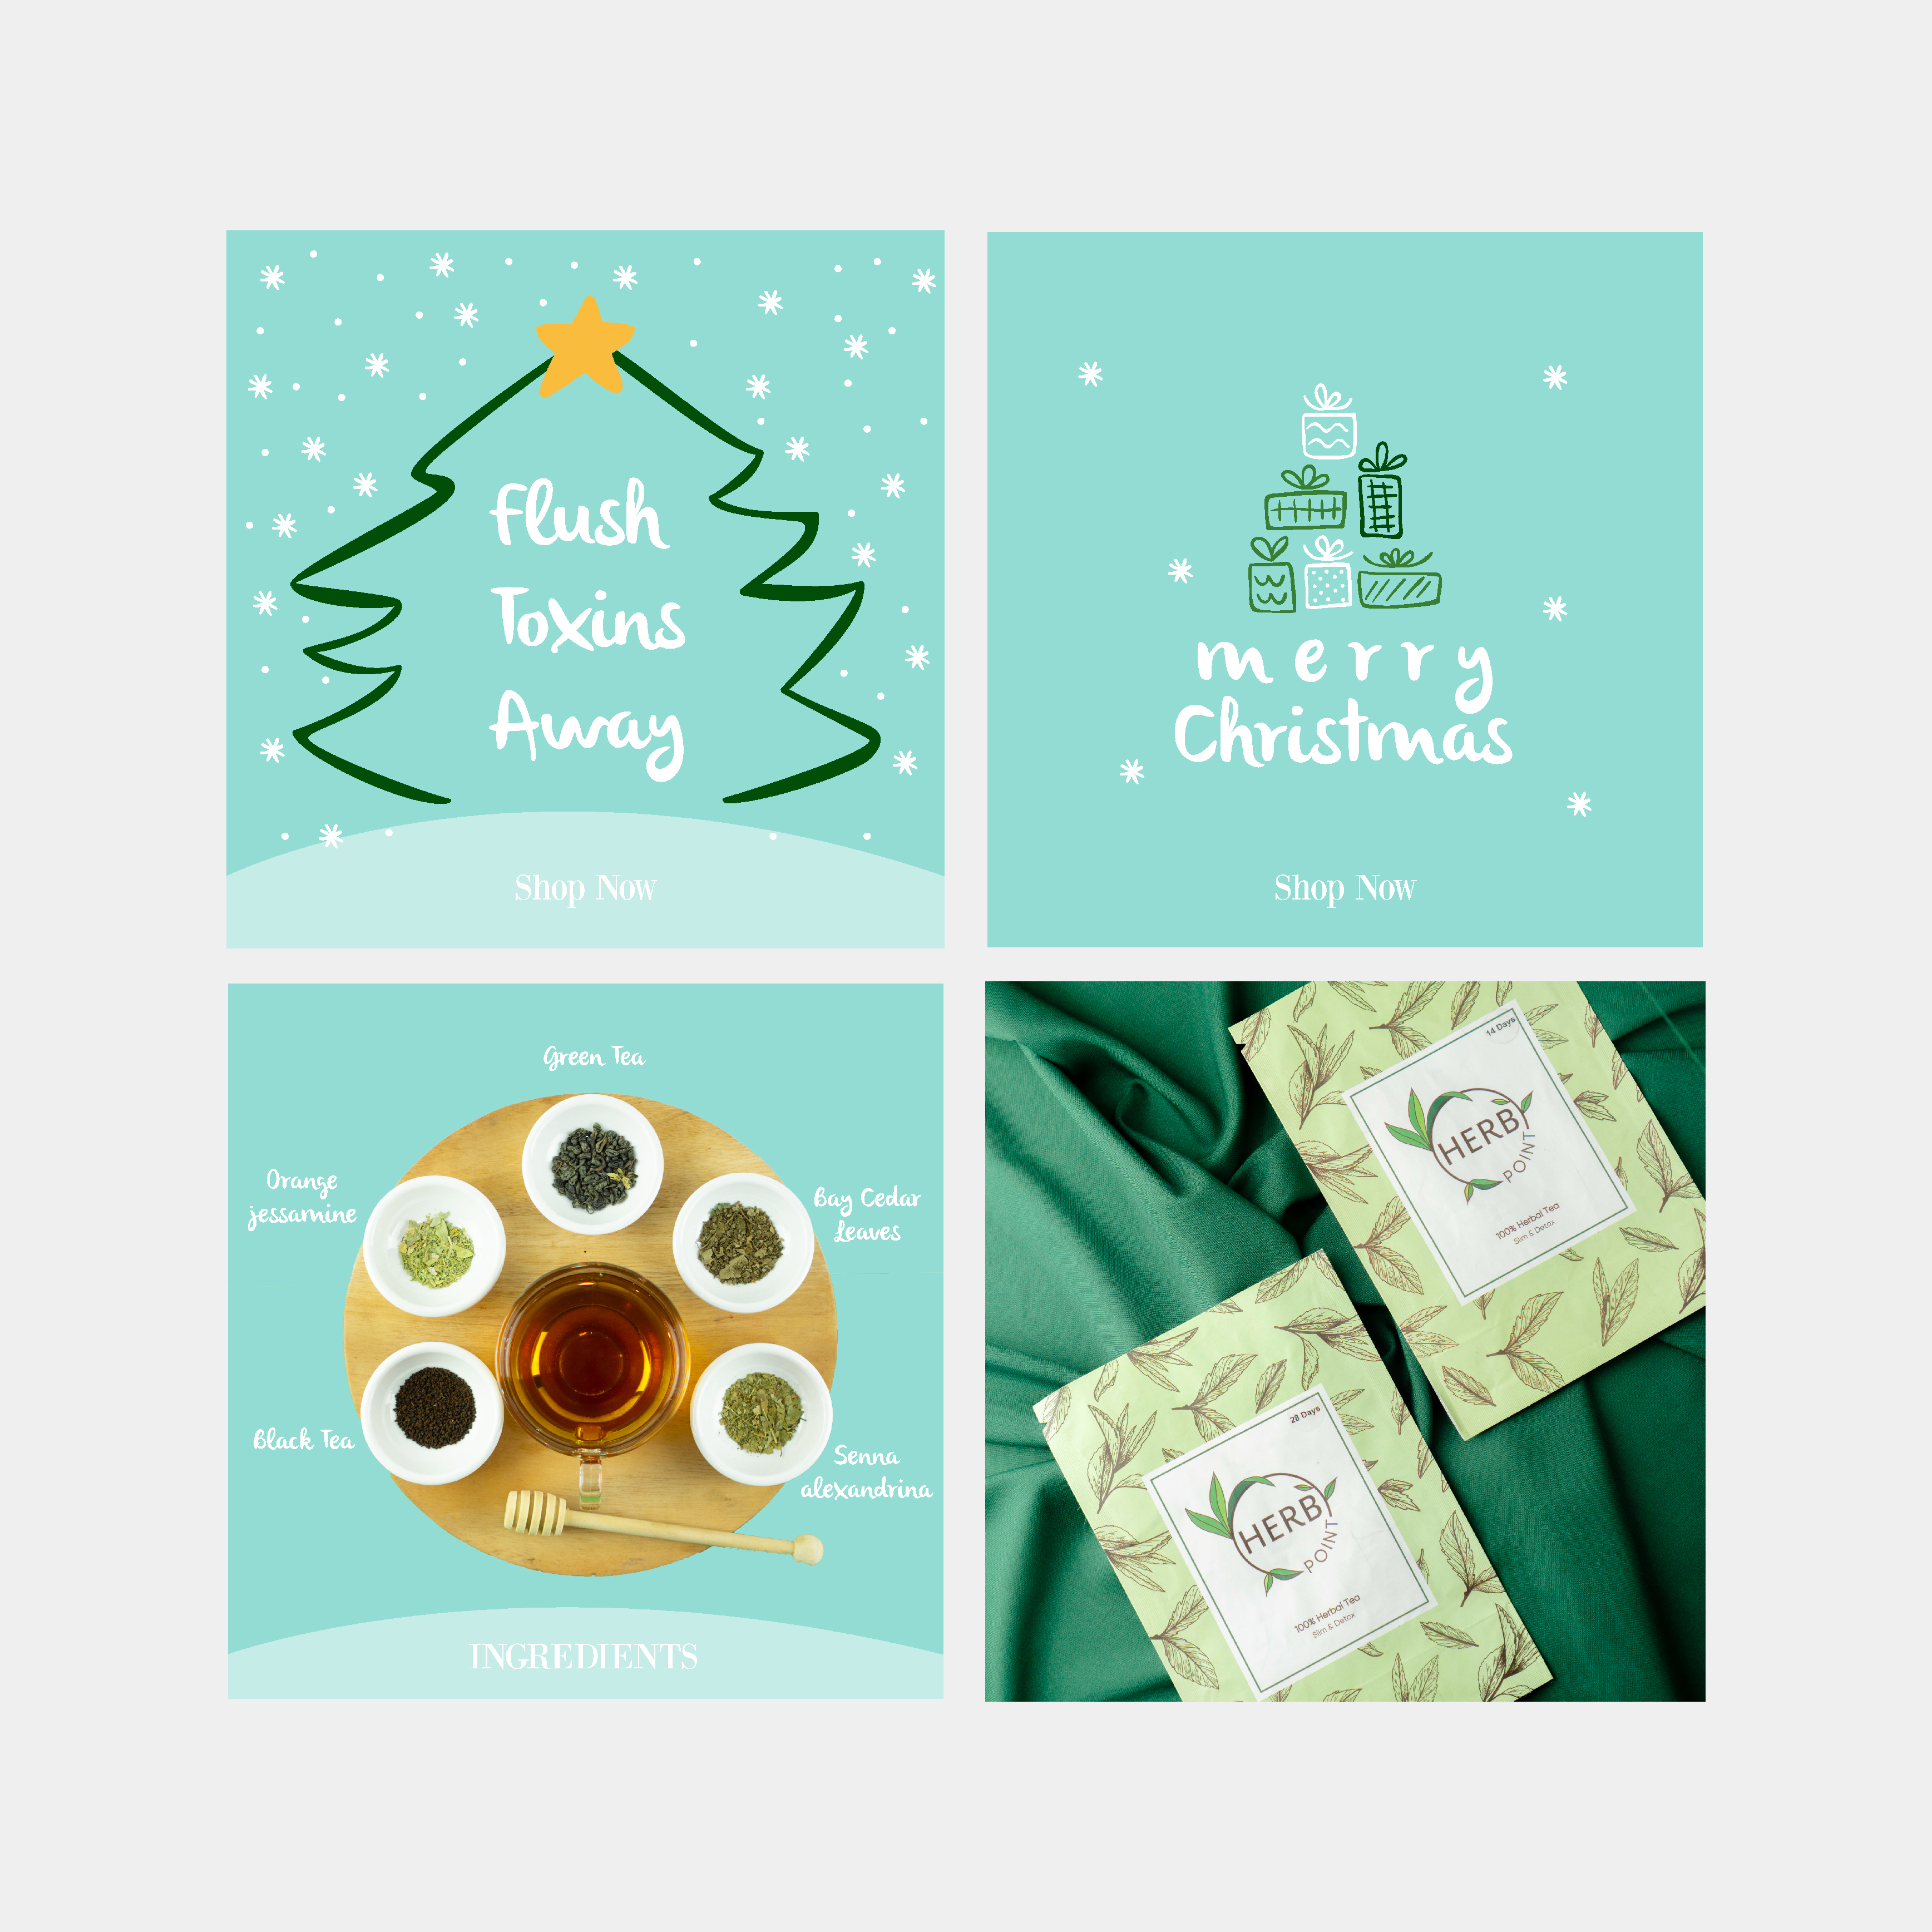 Flush
Toxins
Away
Shop Now
merry
Christmas
Shop Now
Green Tea
Orange
jessamine
Bay Cedar
Leaves
Black Tea
Senna
alexandrina
INGREDIENTS
14 Days
HERB
POINT
100% Herbal Tea
Slim & Detox
28 Days
HERB
POINT
100% Herbal Tea
Slim & Detox